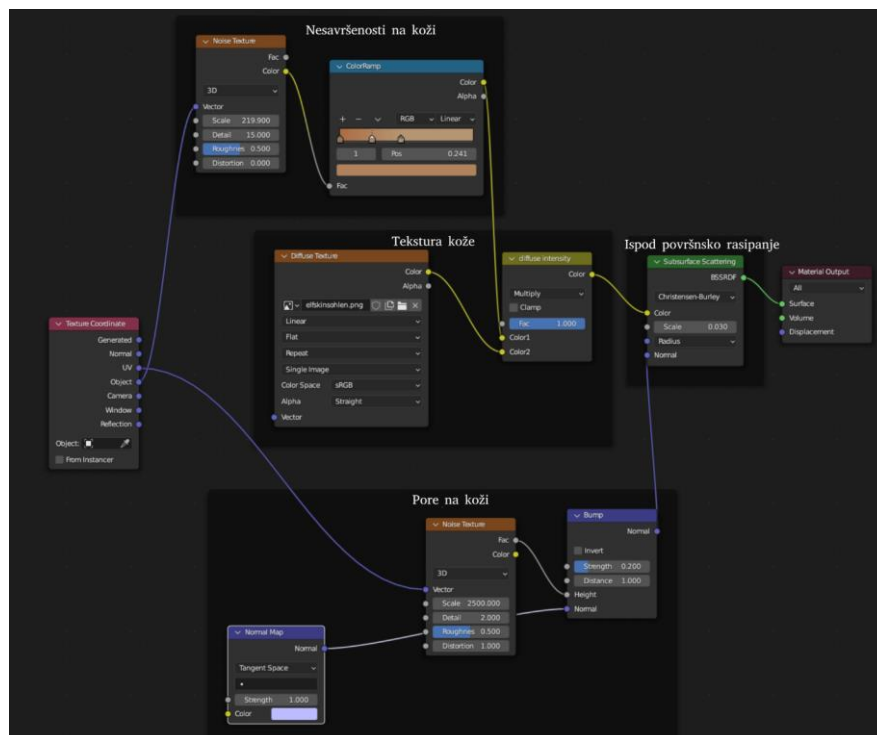 Nesavršenosti na koži
Noise Texture
Fac
Color
3D
Vector
Scale 219.900
Detail 15.000
Roughnes 0.500
Distortion 0.000
ColorRamp
Color
Alpha
+ − RGB Linear
1 Pos 0.241
Fac
Tekstura kože
Diffuse Texture
Color
Alpha
elfskinsohlen.png
Linear
Flat
Repeat
Single Image
Color Space sRGB
Alpha Straight
Vector
diffuse intensity
Color
Multiply
Clamp
Fac 1.000
Color1
Color2
Ispod površnsko rasipanje
Subsurface Scattering
BSSRDF
Christensen-Burley
Color
Scale 0.030
Radius
Normal
Material Output
All
Surface
Volume
Displacement
Texture Coordinate
Generated
Normal
UV
Object
Camera
Window
Reflection
Object:
From Instancer
Pore na koži
Noise Texture
Fac
Color
3D
Vector
Scale 2500.000
Detail 2.000
Roughnes 0.500
Distortion 1.000
Bump
Normal
Invert
Strength 0.200
Distance 1.000
Height
Normal
Normal Map
Normal
Tangent Space
Strength 1.000
Color